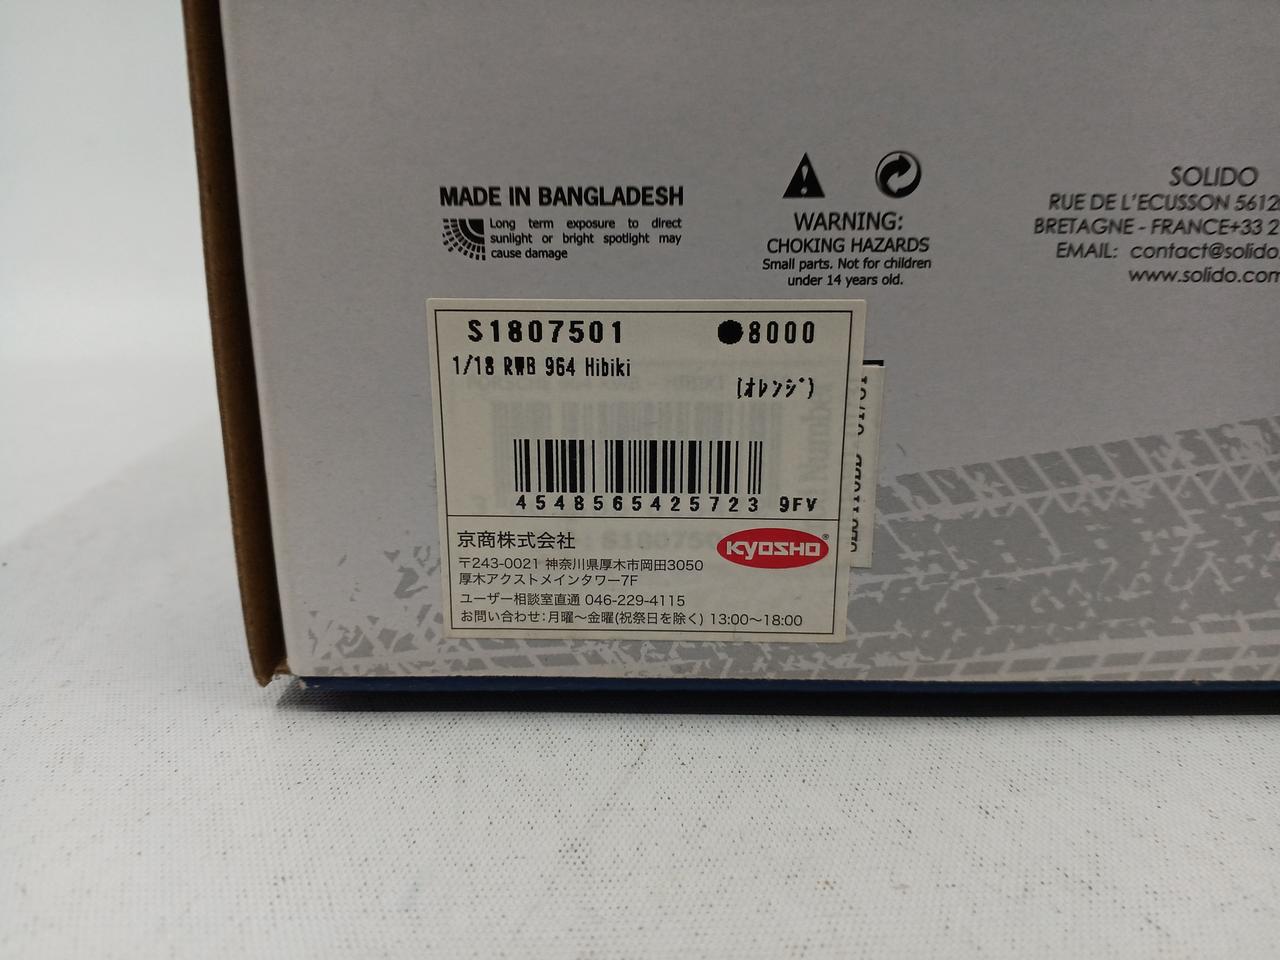 MADE IN BANGLADESH
Long term exposure to direct
sunlight or bright spotlight may
cause damage
WARNING:
CHOKING HAZARDS
Small parts. Not for children
under 14 years old.
SOLIDO
RUE DE L'ECUSSON 5612
BRETAGNE - FRANCE+33 2
EMAIL: contact@solido.
www.solido.com
S1807501 ●8000
1/18 RWB 964 Hibiki
(オレンジ)
4548565425723 9FV
京商株式会社
KYOSHO®
〒243-0021 神奈川県厚木市岡田3050
厚木アクストメインタワー7F
ユーザー相談室直通 046-229-4115
お問い合わせ:月曜〜金曜(祝祭日を除く) 13:00〜18:00